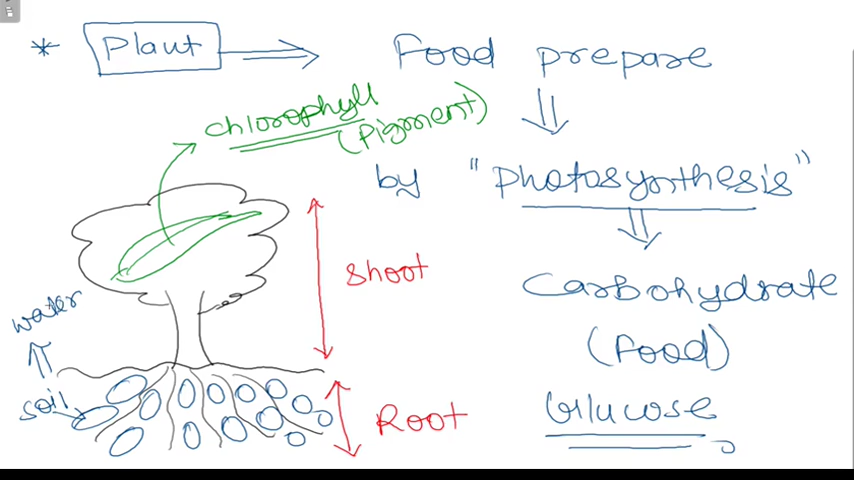 * Plant Food prepare
chlorophyll
(Pigment)
by "Photosynthesis"
Shoot
Carbohydrate
water
(Food)
soil
Root
Glucose